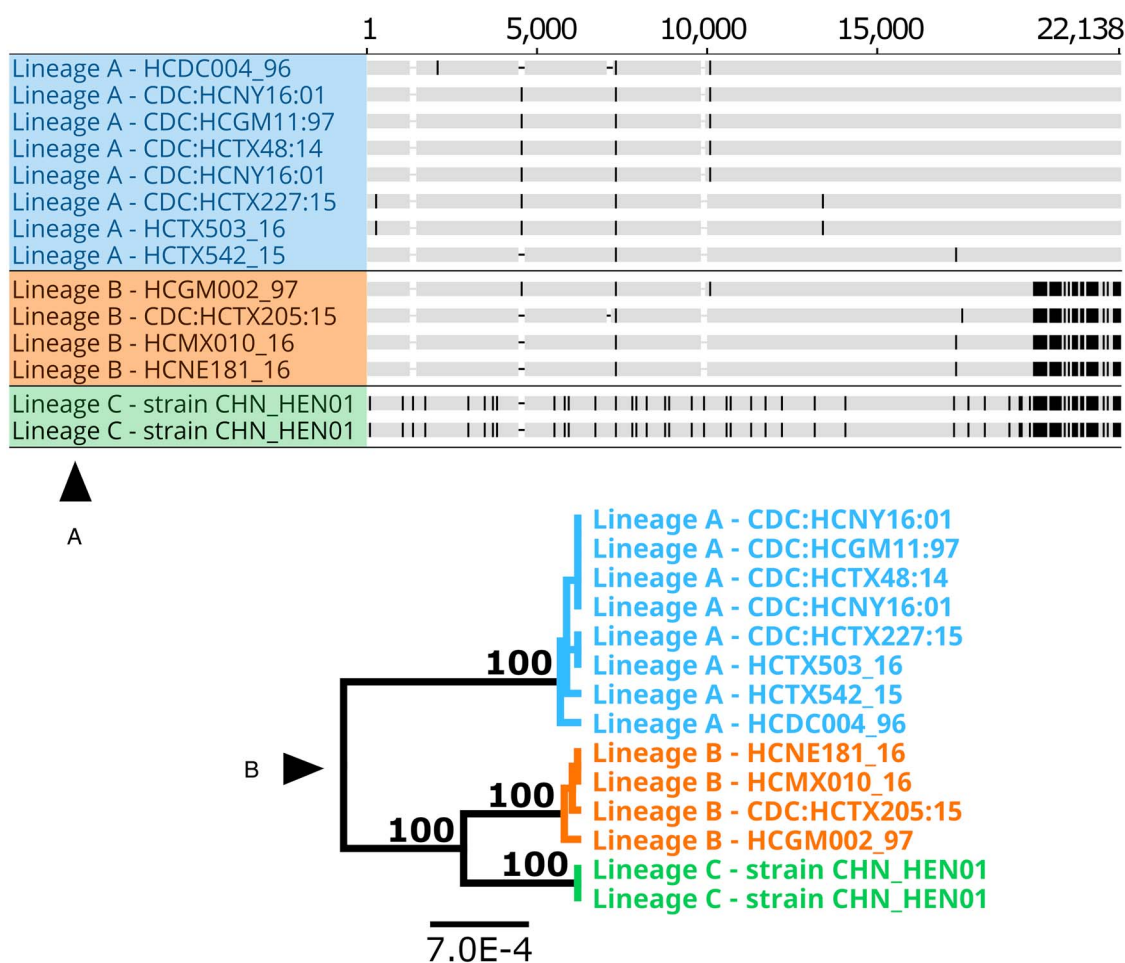 1 5,000 10,000 15,000 22,138
Lineage A - HCDC004_96
Lineage A - CDC:HCNY16:01
Lineage A - CDC:HCGM11:97
Lineage A - CDC:HCTX48:14
Lineage A - CDC:HCNY16:01
Lineage A - CDC:HCTX227:15
Lineage A - HCTX503_16
Lineage A - HCTX542_15
Lineage B - HCGM002_97
Lineage B - CDC:HCTX205:15
Lineage B - HCMX010_16
Lineage B - HCNE181_16
Lineage C - strain CHN_HEN01
Lineage C - strain CHN_HEN01
A
Lineage A - CDC:HCNY16:01
Lineage A - CDC:HCGM11:97
Lineage A - CDC:HCTX48:14
Lineage A - CDC:HCNY16:01
Lineage A - CDC:HCTX227:15
100 Lineage A - HCTX503_16
Lineage A - HCTX542_15
Lineage A - HCDC004_96
Lineage B - HCNE181_16
B
Lineage B - HCMX010_16
100 Lineage B - CDC:HCTX205:15
100 Lineage B - HCGM002_97
100 Lineage C - strain CHN_HEN01
Lineage C - strain CHN_HEN01
7.0E-4